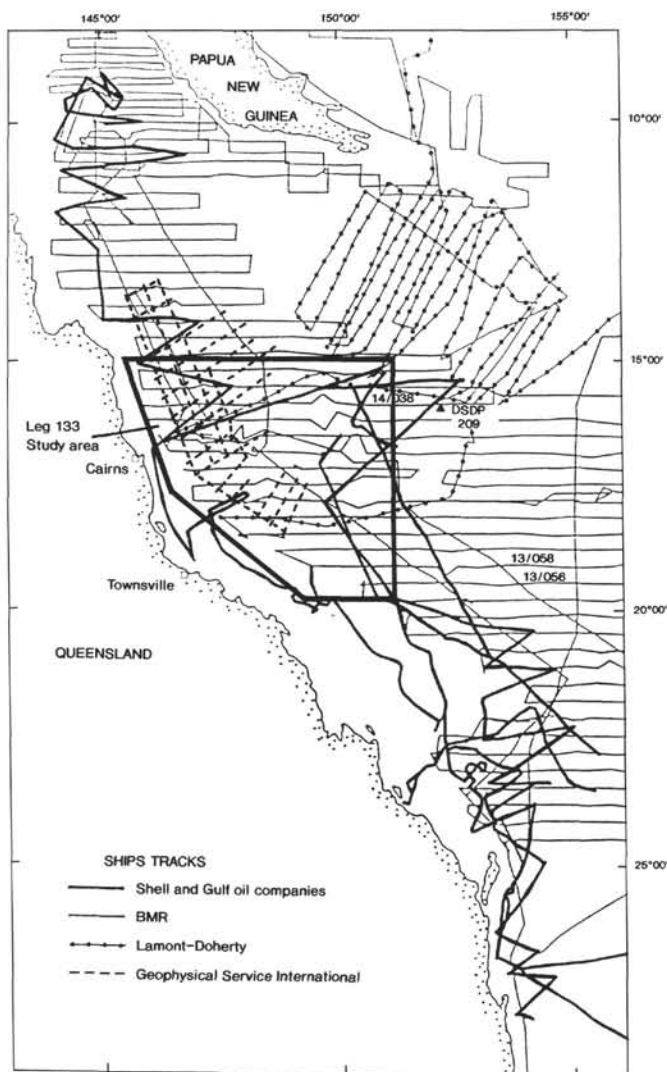 145°00'
150°00'
155°00'
PAPUA
NEW
GUINEA
10°00'
15°00'
14/038
DSDP
209
Leg 133
Study area
Cairns
13/058
13/056
Townsville
20°00'
QUEENSLAND
25°00'
SHIPS TRACKS
Shell and Gulf oil companies
BMR
Lamont-Doherty
Geophysical Service International